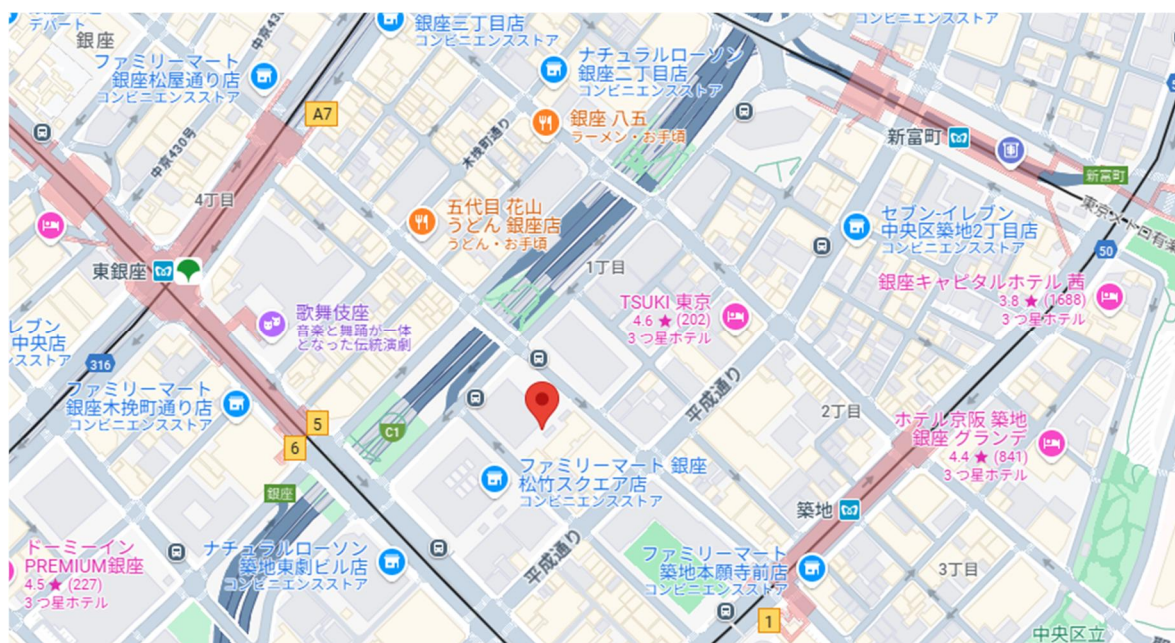 デパート
銀座
ファミリーマート
銀座松屋通り店
コンビニエンスストア
銀座三丁目店
コンビニエンスストア
中京430号
A7
ナチュラルローソン
銀座二丁目店
コンビニエンスストア
コンビニエンスストア
銀座 八五
ラーメン・お手頃
木挽町通り
新富町
新富町
東京メトロ有楽
中京430号
4丁目
五代目 花山
うどん 銀座店
うどん・お手頃
1丁目
セブン-イレブン
中央区築地2丁目店
コンビニエンスストア
50
東銀座
歌舞伎座
音楽と舞踊が一体
となった伝統演劇
TSUKI 東京
4.6 ★ (202)
3 つ星ホテル
銀座キャピタルホテル 茜
3.8 ★ (1688)
3 つ星ホテル
レブン
中央店
ンスストア
316
ファミリーマート
銀座木挽町通り店
コンビニエンスストア
5
6
C1
平成通り
2丁目
ホテル京阪 築地
銀座 グランデ
4.4 ★ (841)
3 つ星ホテル
ファミリーマート 銀座
松竹スクエア店
コンビニエンスストア
銀座
築地
ドーミーイン
PREMIUM銀座
4.5 ★ (227)
3 つ星ホテル
ナチュラルローソン
築地東劇ビル店
コンビニエンスストア
平成通り
ファミリーマート
築地本願寺前店
コンビニエンスストア
3丁目
1
中央区立